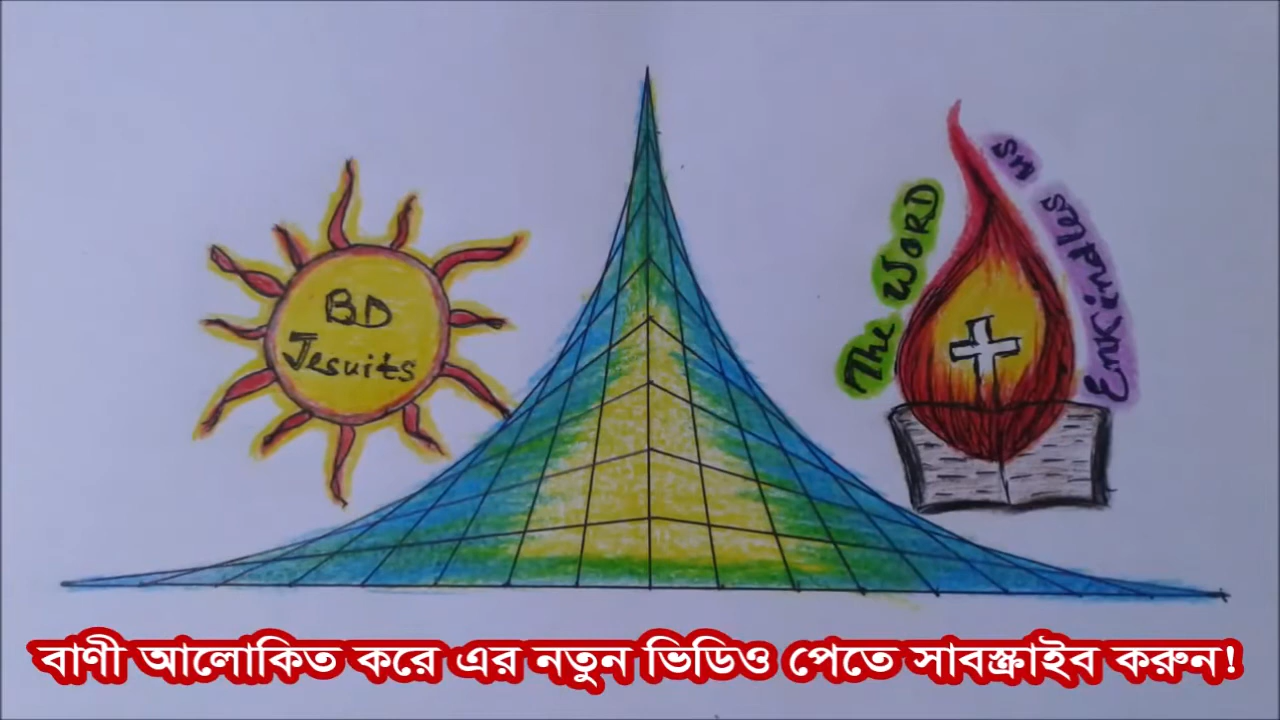 BD
Jesuits
The WORD
Enkindles us
বাণী আলোকিত করে এর নতুন ভিডিও পেতে সাবস্ক্রাইব করুন!